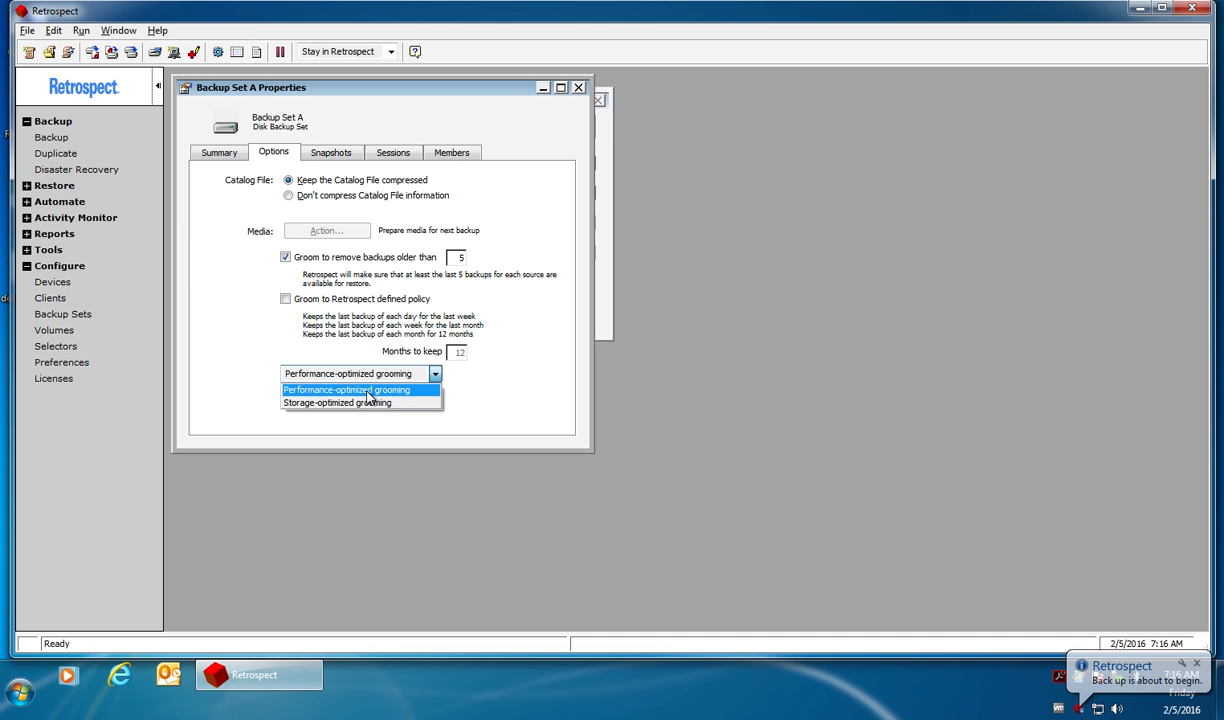 Retrospect
File Edit Run Window Help
Stay in Retrospect
Retrospect
Backup Set A Properties
Backup Set A
Disk Backup Set
Summary Options Snapshots Sessions Members
Backup
Backup
Duplicate
Disaster Recovery
Restore
Automate
Activity Monitor
Reports
Tools
Configure
Devices
Clients
Backup Sets
Volumes
Selectors
Preferences
Licenses
Catalog File: Keep the Catalog File compressed
Don't compress Catalog File information
Media: Action... Prepare media for next backup
Groom to remove backups older than 5
Retrospect will make sure that at least the last 5 backups for each source are
available for restore.
Groom to Retrospect defined policy
Keeps the last backup of each day for the last week
Keeps the last backup of each week for the last month
Keeps the last backup of each month for 12 months
Months to keep 12
Performance-optimized grooming
Performance-optimized grooming
Storage-optimized grooming
Ready
2/5/2016 7:16 AM
Retrospect
Retrospect
Back up is about to begin.
7:16 AM
Friday
2/5/2016